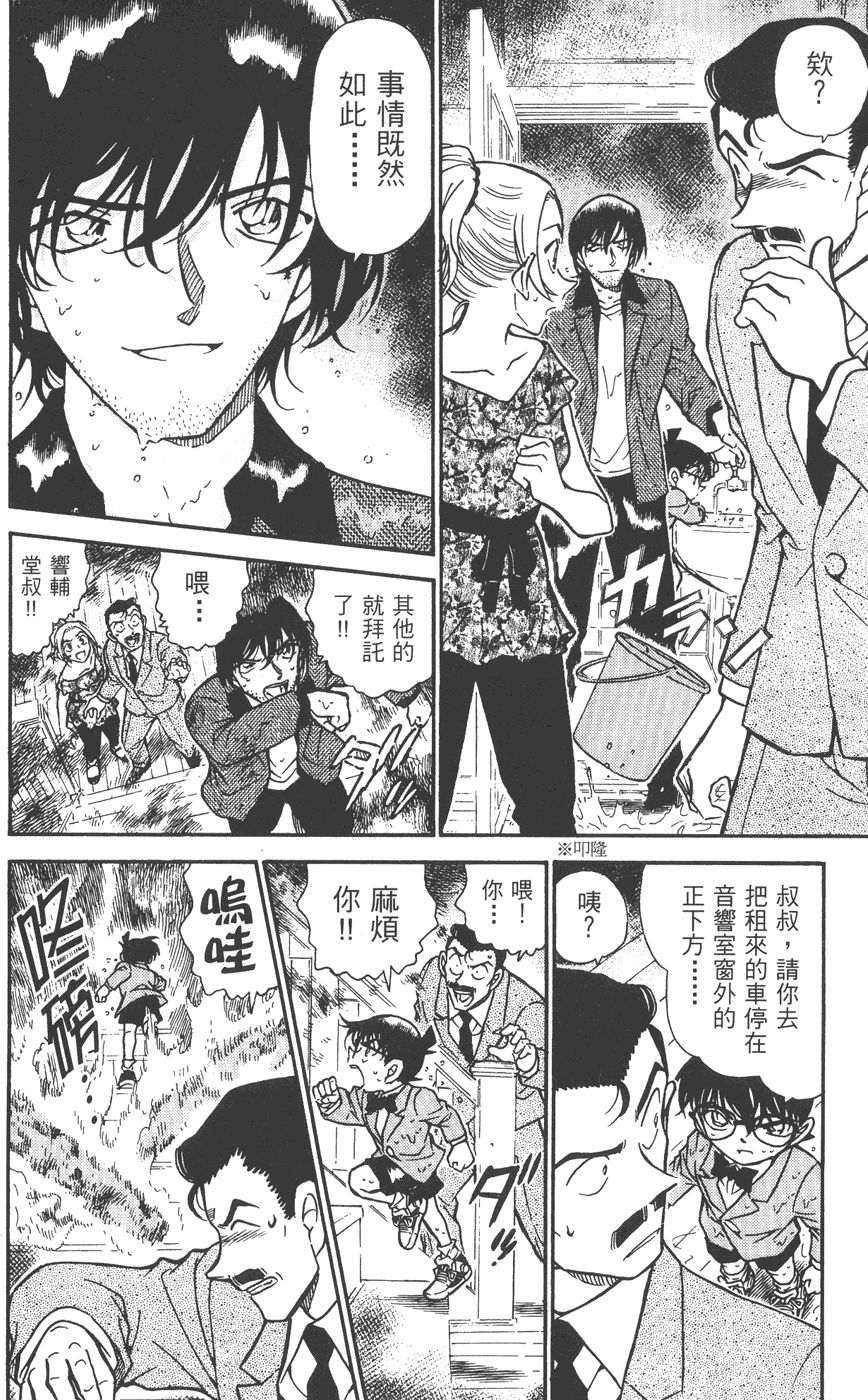 欸？
カラン
※叩隆
事情既然
如此……
其他的
就拜託
了!!
喂…
響輔
堂叔!!
叔叔，請你去
把租來的車停在
音響室窗外的
正下方……
咦？
喂！
你…
麻煩
你!!
ダッ
嗚哇